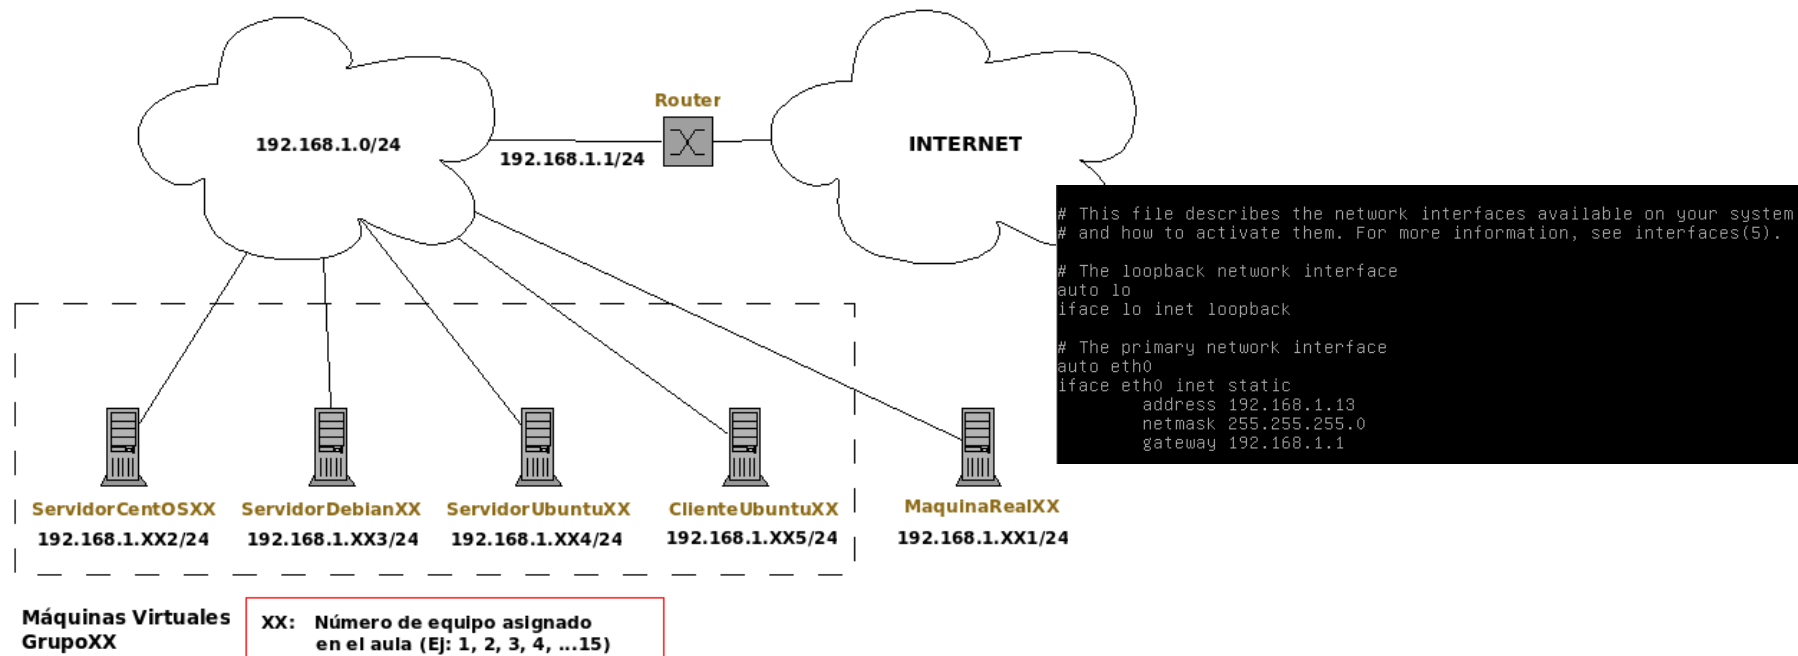 Router
192.168.1.0/24
INTERNET
192.168.1.1/24
# This file describes the network interfaces available on your system
# and how to activate them. For more information, see interfaces(5).
# The loopback network interface
auto lo
iface lo inet loopback
# The primary network interface
auto eth0
iface eth0 inet static
address 192.168.1.13
netmask 255.255.255.0
gateway 192.168.1.1
ServidorCentOSXX
192.168.1.XX2/24
ServidorDebianXX
192.168.1.XX3/24
ServidorUbuntuXX
192.168.1.XX4/24
ClienteUbuntuXX
192.168.1.XX5/24
MaquinaRealXX
192.168.1.XX1/24
Máquinas Virtuales
GrupoXX
XX: Número de equipo asignado
en el aula (Ej: 1, 2, 3, 4, ...15)